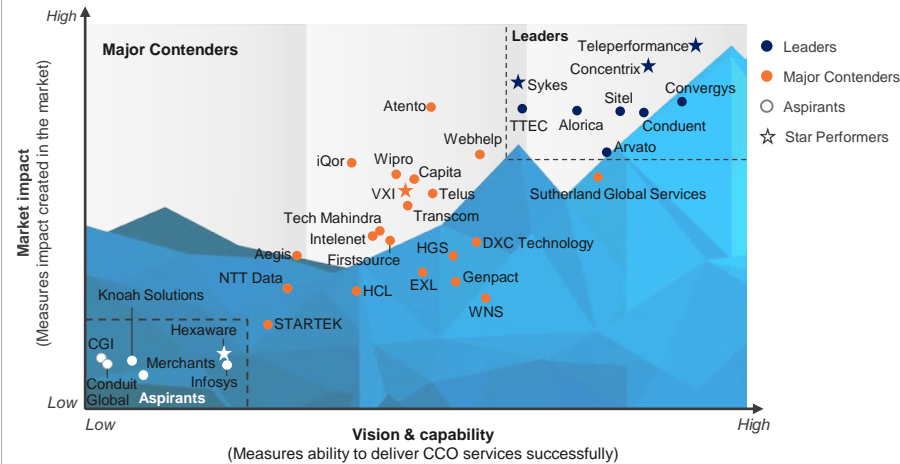 High
Major Contenders
Leaders
Teleperformance
Concentrix
Sykes
Convergys
Sitel
TTEC
Alorica
Conduent
Arvato
Atento
Webhelp
iQor
Wipro
Capita
VXI
Telus
Sutherland Global Services
Transcom
Tech Mahindra
Intelenet
Firstsource
HGS
DXC Technology
Aegis
NTT Data
EXL
Genpact
HCL
WNS
Knoah Solutions
STARTEK
Hexaware
CGI
Merchants
Infosys
Conduit
Global
Aspirants
Low
Low
High
Market impact
(Measures impact created in the market)
Vision & capability
(Measures ability to deliver CCO services successfully)
Leaders
Major Contenders
Aspirants
Star Performers